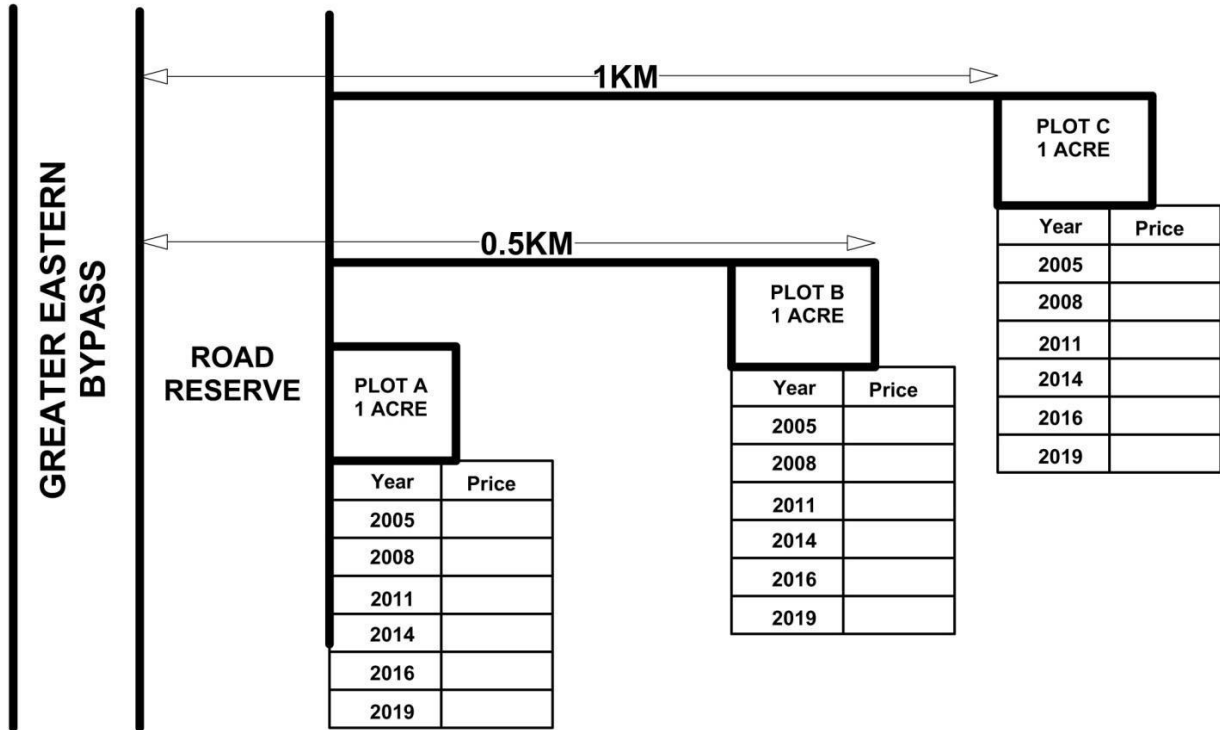 GREATER EASTERN
BYPASS
ROAD
RESERVE
1KM
0.5KM
PLOT A
1 ACRE
Year Price
2005
2008
2011
2014
2016
2019
PLOT B
1 ACRE
Year Price
2005
2008
2011
2014
2016
2019
PLOT C
1 ACRE
Year Price
2005
2008
2011
2014
2016
2019